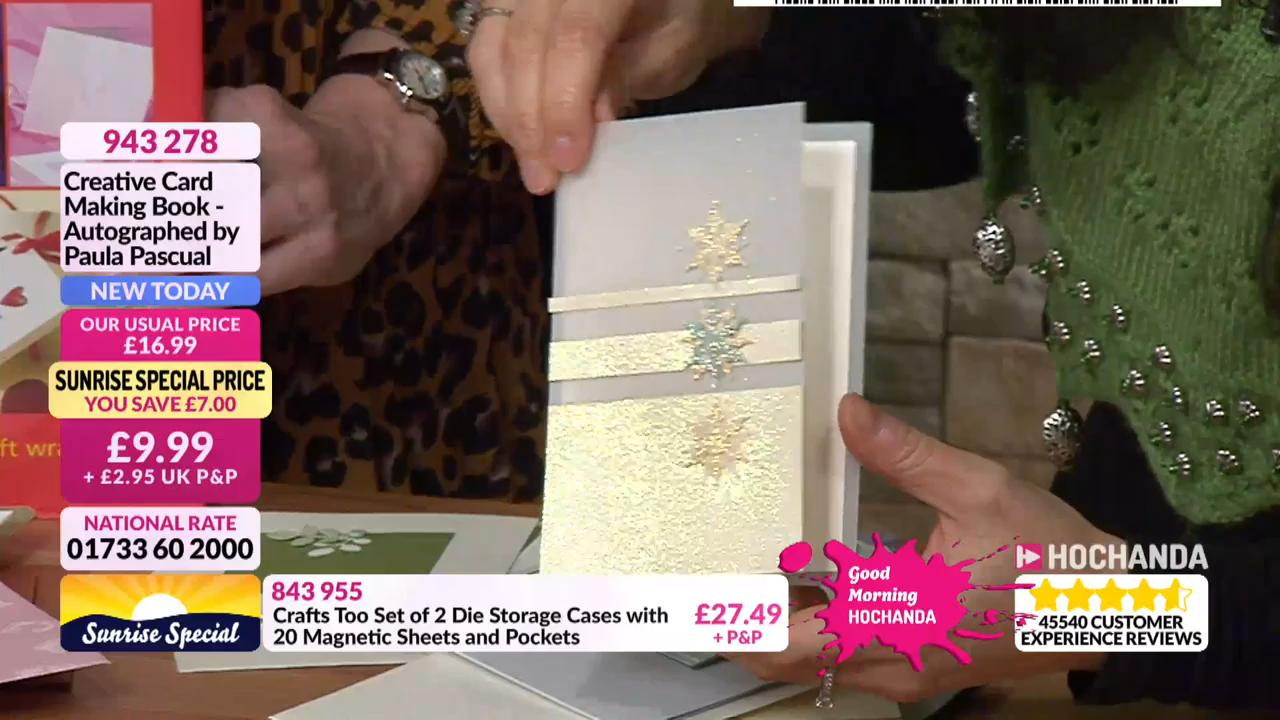 943 278
Creative Card
Making Book -
Autographed by
Paula Pascual
NEW TODAY
OUR USUAL PRICE
£16.99
SUNRISE SPECIAL PRICE
YOU SAVE £7.00
£9.99
+ £2.95 UK P&P
ft wra
NATIONAL RATE
01733 60 2000
Sunrise Special
843 955
Crafts Too Set of 2 Die Storage Cases with
20 Magnetic Sheets and Pockets
£27.49
+ P&P
Good
Morning
HOCHANDA
HOCHANDA
45540 CUSTOMER
EXPERIENCE REVIEWS